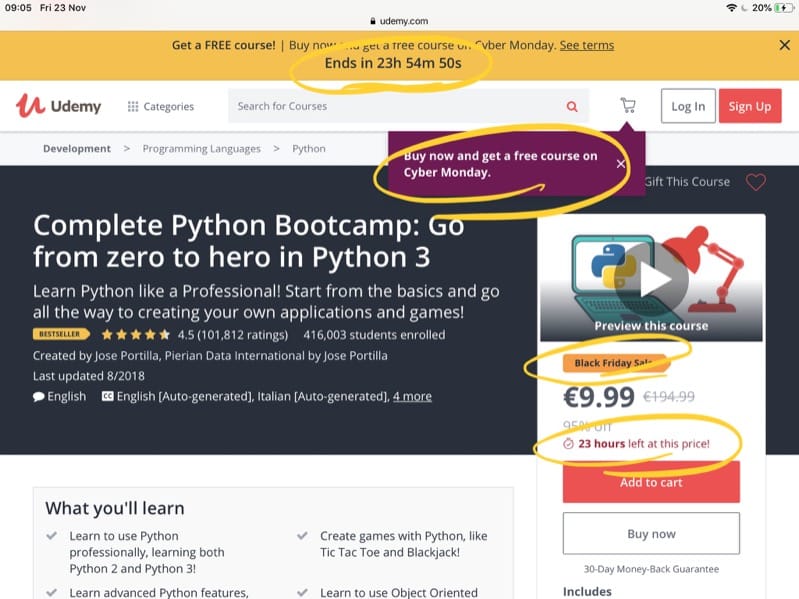 09:05 Fri 23 Nov
20%
udemy.com
Get a FREE course! | Buy now and get a free course on Cyber Monday. See terms
Ends in 23h 54m 50s
Udemy
Categories
Search for Courses
Log In
Sign Up
Development > Programming Languages > Python
Buy now and get a free course on
Cyber Monday.
Gift This Course
Complete Python Bootcamp: Go
from zero to hero in Python 3
Learn Python like a Professional! Start from the basics and go
all the way to creating your own applications and games!
BESTSELLER 4.5 (101,812 ratings) 416,003 students enrolled
Created by Jose Portilla, Pierian Data International by Jose Portilla
Last updated 8/2018
English CC English [Auto-generated], Italian [Auto-generated], 4 more
Preview this course
Black Friday Sale
€9.99 €194.99
95% off
23 hours left at this price!
Add to cart
Buy now
30-Day Money-Back Guarantee
Includes
What you'll learn
Learn to use Python
professionally, learning both
Python 2 and Python 3!
Create games with Python, like
Tic Tac Toe and Blackjack!
Learn advanced Python features,
Learn to use Object Oriented